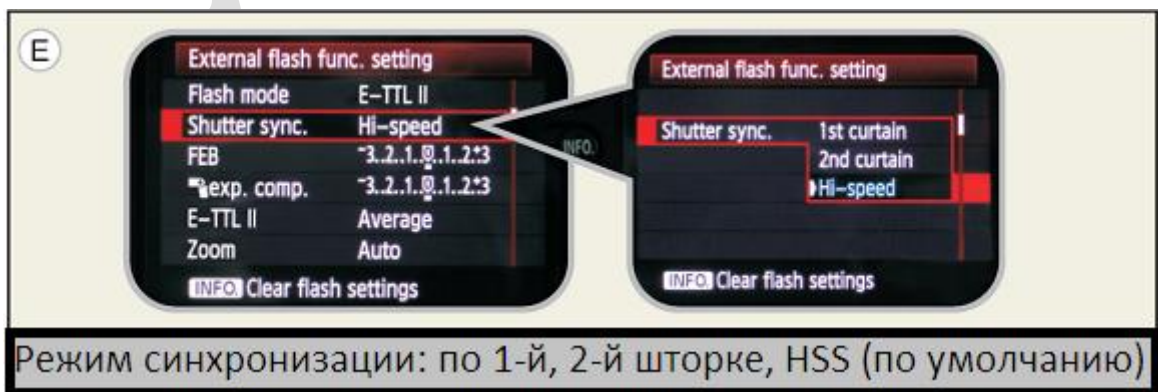 E
External flash func. setting
Flash mode E-TTL II
Shutter sync. Hi-speed
FEB -3..2..1..0..1..2.:3
exp. comp. -3..2..1..0..1..2.:3
E-TTL II Average
Zoom Auto
INFO. Clear flash settings
INFO.
External flash func. setting
Shutter sync. 1st curtain
2nd curtain
Hi-speed
INFO. Clear flash settings
Режим синхронизации: по 1-й, 2-й шторке, HSS (по умолчанию)